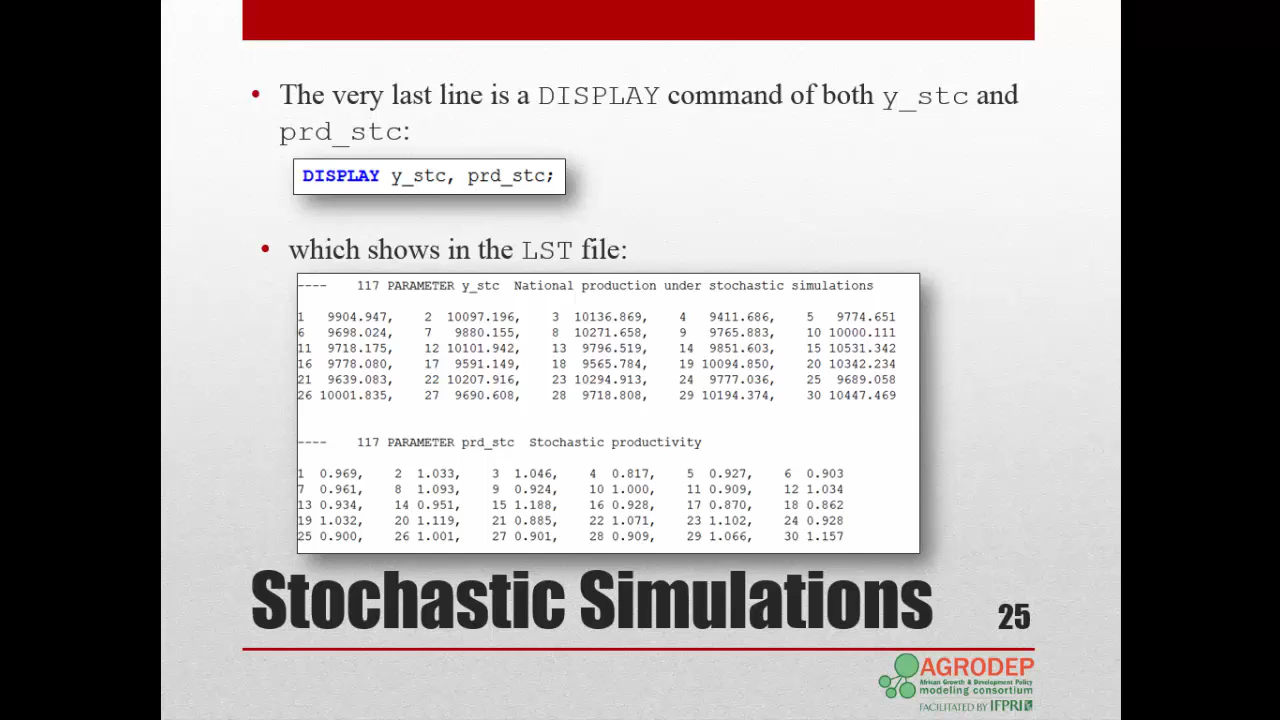 • The very last line is a DISPLAY command of both y_stc and
prd_stc:
DISPLAY y_stc, prd_stc;
• which shows in the LST file:
---- 117 PARAMETER y_stc National production under stochastic simulations
1 9904.947, 2 10097.196, 3 10136.869, 4 9411.686, 5 9774.651
6 9698.024, 7 9880.155, 8 10271.658, 9 9765.883, 10 10000.111
11 9718.175, 12 10101.942, 13 9796.519, 14 9851.603, 15 10531.342
16 9778.080, 17 9591.149, 18 9565.784, 19 10094.850, 20 10342.234
21 9639.083, 22 10207.916, 23 10294.913, 24 9777.036, 25 9689.058
26 10001.835, 27 9690.608, 28 9718.808, 29 10194.374, 30 10447.469
---- 117 PARAMETER prd_stc Stochastic productivity
1 0.969, 2 1.033, 3 1.046, 4 0.817, 5 0.927, 6 0.903
7 0.961, 8 1.093, 9 0.924, 10 1.000, 11 0.909, 12 1.034
13 0.934, 14 0.951, 15 1.188, 16 0.928, 17 0.870, 18 0.862
19 1.032, 20 1.119, 21 0.885, 22 1.071, 23 1.102, 24 0.928
25 0.900, 26 1.001, 27 0.901, 28 0.909, 29 1.066, 30 1.157
Stochastic Simulations 25
AGRODEP
African Growth & Development Policy
modeling consortium
FACILITATED BY IFPRI